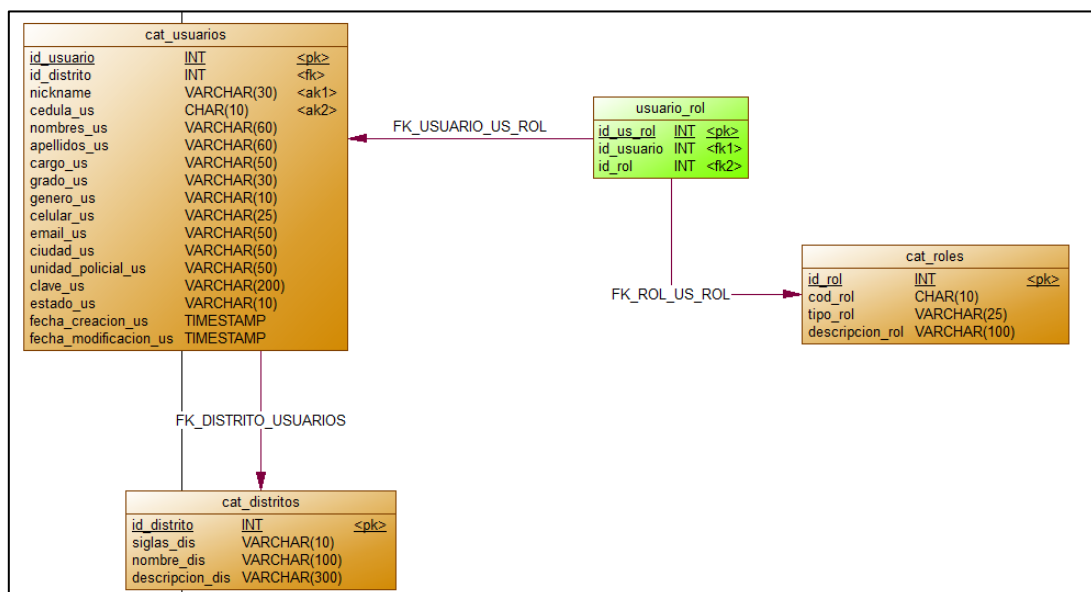 cat_usuarios
id_usuario INT <pk>
id_distrito INT <fk>
nickname VARCHAR(30) <ak1>
cedula_us CHAR(10) <ak2>
nombres_us VARCHAR(60)
apellidos_us VARCHAR(60)
cargo_us VARCHAR(50)
grado_us VARCHAR(30)
genero_us VARCHAR(10)
celular_us VARCHAR(25)
email_us VARCHAR(50)
ciudad_us VARCHAR(50)
unidad_policial_us VARCHAR(50)
clave_us VARCHAR(200)
estado_us VARCHAR(10)
fecha_creacion_us TIMESTAMP
fecha_modificacion_us TIMESTAMP
FK_USUARIO_US_ROL
usuario_rol
id_us_rol INT <pk>
id_usuario INT <fk1>
id_rol INT <fk2>
FK_ROL_US_ROL
cat_roles
id_rol INT <pk>
cod_rol CHAR(10)
tipo_rol VARCHAR(25)
descripcion_rol VARCHAR(100)
FK_DISTRITO_USUARIOS
cat_distritos
id_distrito INT <pk>
siglas_dis VARCHAR(10)
nombre_dis VARCHAR(100)
descripcion_dis VARCHAR(300)